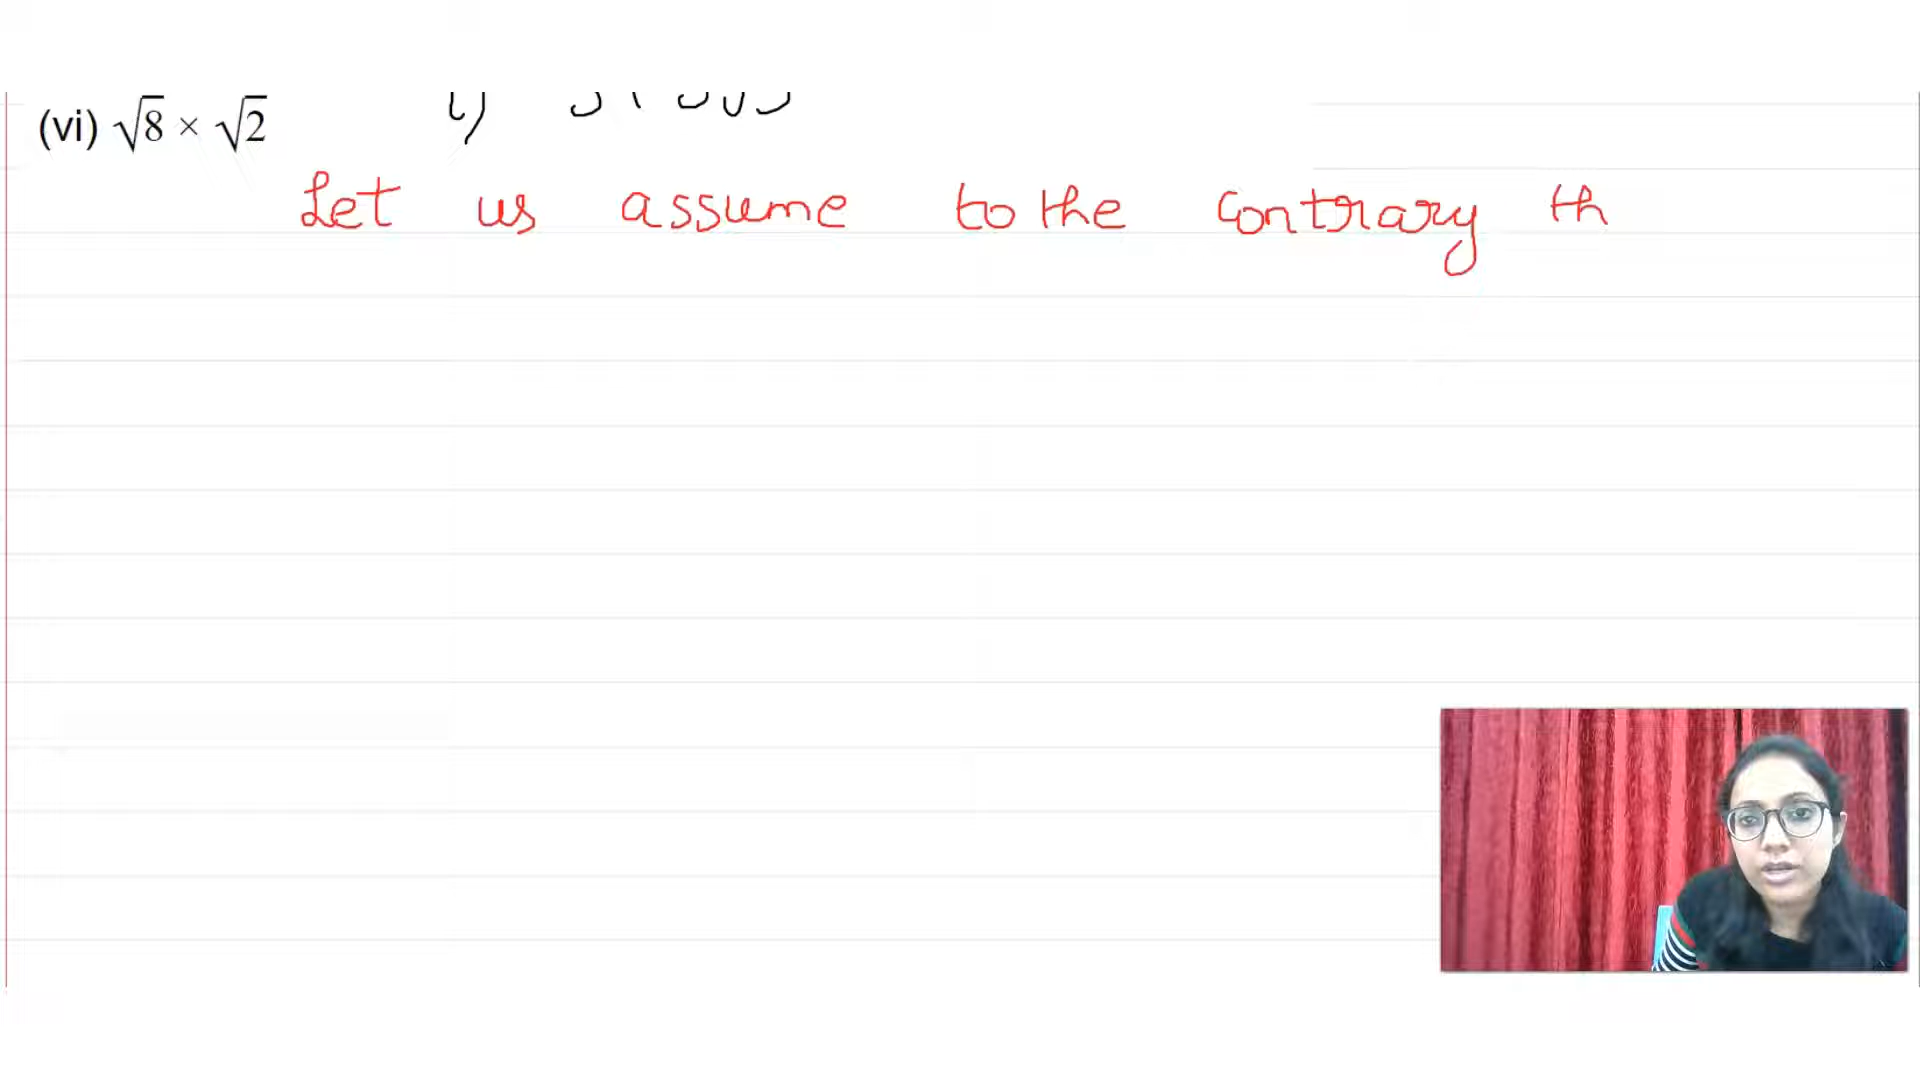 (vi) √8 × √2
Let us assume to the contrary th